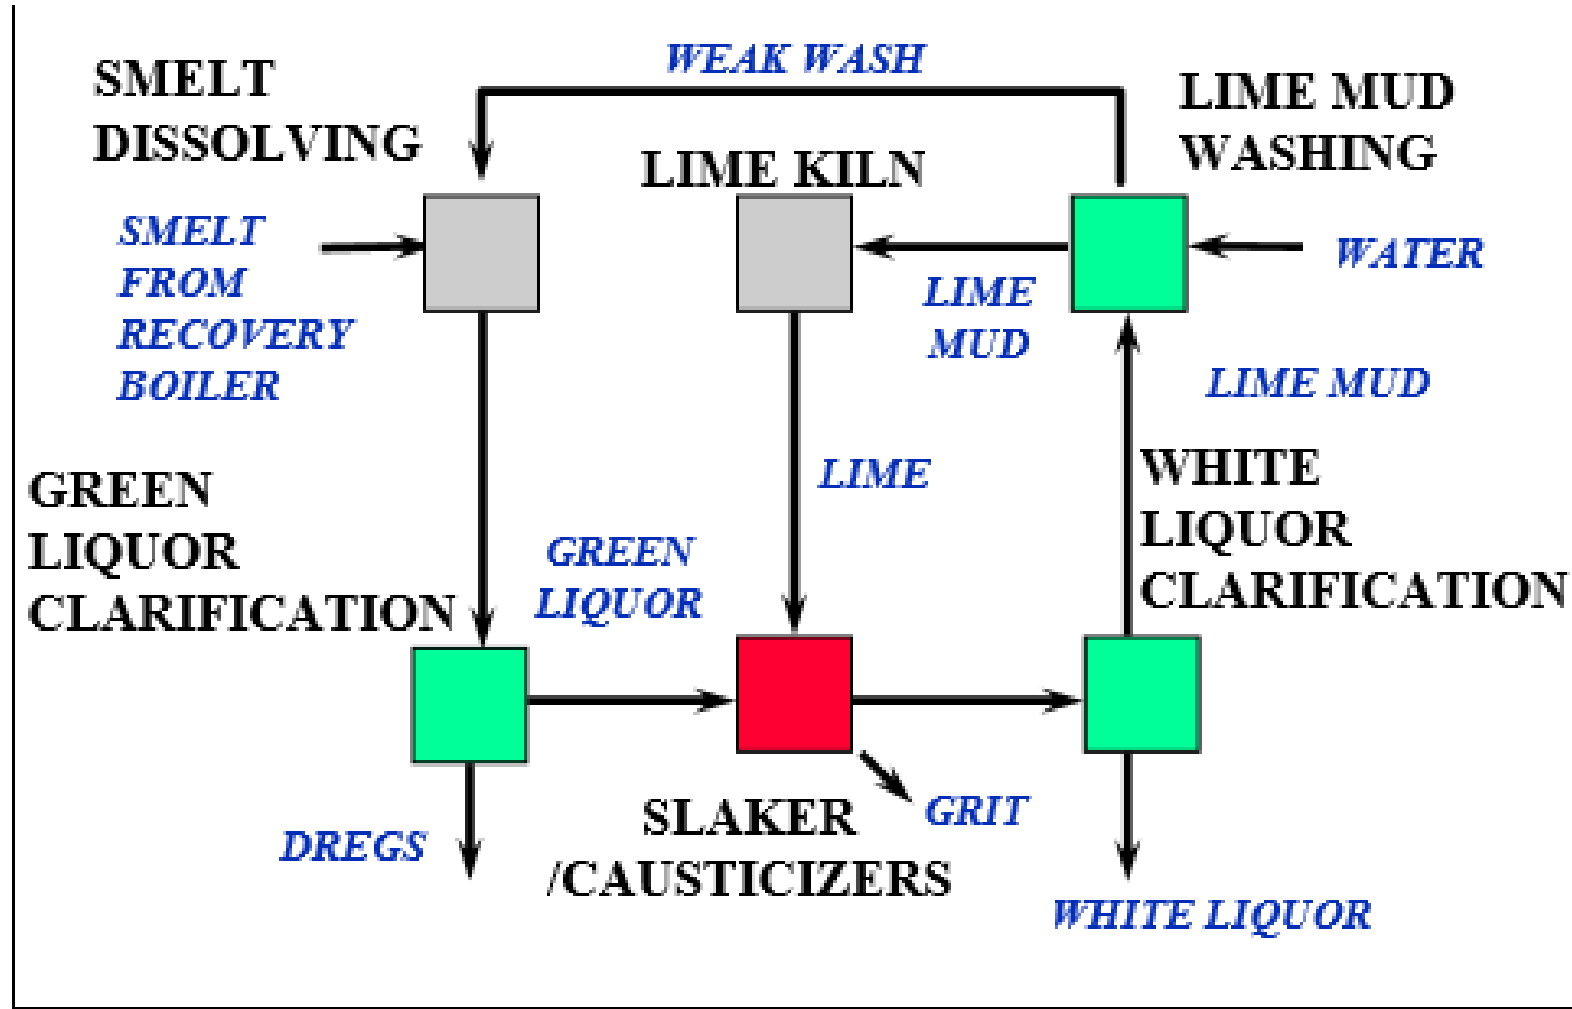 WEAK WASH
SMELT
DISSOLVING
LIME MUD
WASHING
LIME KILN
SMELT
FROM
RECOVERY
BOILER
WATER
LIME
MUD
LIME MUD
GREEN
LIQUOR
CLARIFICATION
LIME
WHITE
LIQUOR
CLARIFICATION
GREEN
LIQUOR
DREGS
SLAKER
/CAUSTICIZERS
GRIT
WHITE LIQUOR